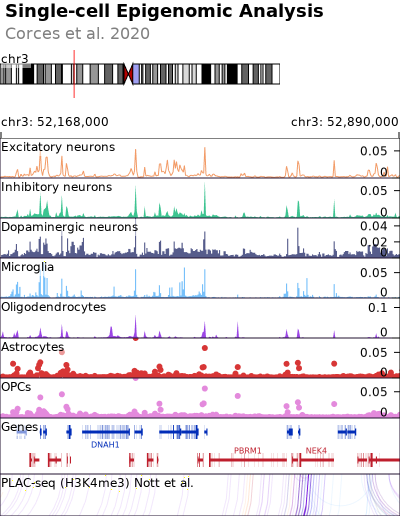 Single-cell Epigenomic Analysis
Corces et al. 2020
chr3
chr3: 52,168,000 chr3: 52,890,000
Excitatory neurons 0.05
0
Inhibitory neurons 0.05
0
Dopaminergic neurons 0.04
0.02
0
Microglia 0.05
0
Oligodendrocytes 0.1
0
Astrocytes 0.05
0
OPCs 0.05
0
Genes
DNAH1
PBRM1 NEK4
PLAC-seq (H3K4me3) Nott et al.